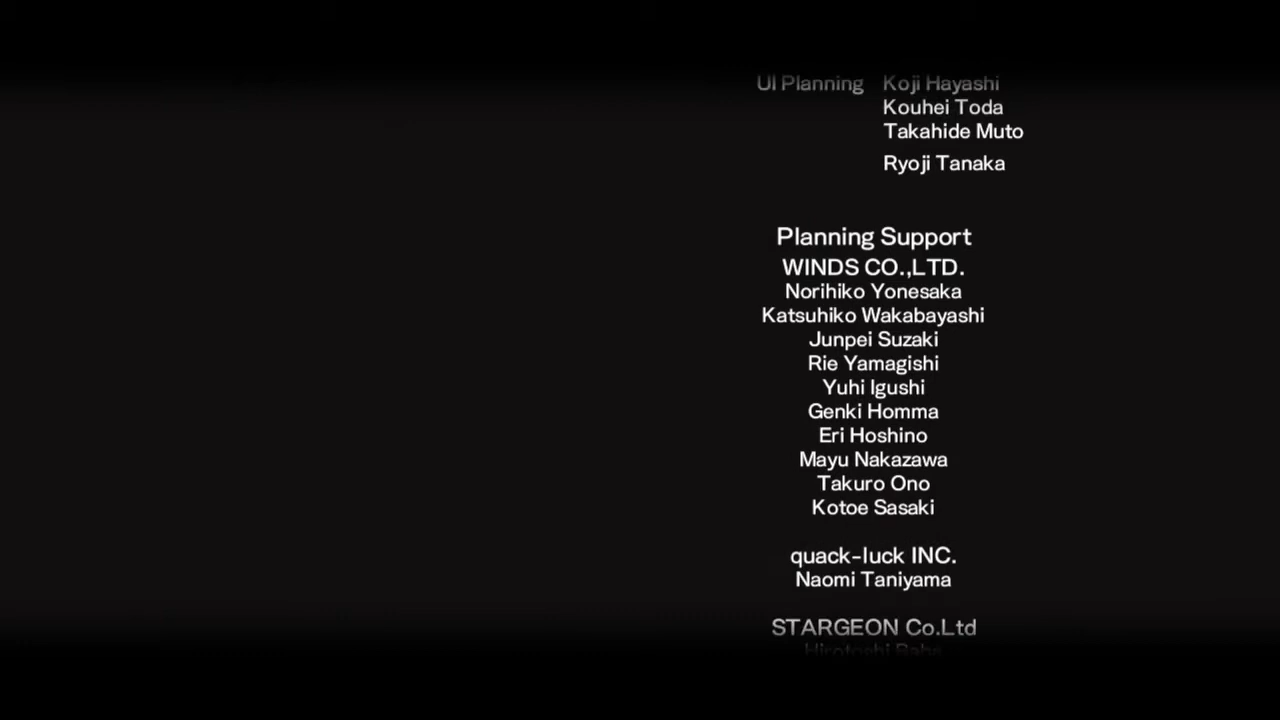 UI Planning Koji Hayashi
Kouhei Toda
Takahide Muto
Ryoji Tanaka
Planning Support
WINDS CO.,LTD.
Norihiko Yonesaka
Katsuhiko Wakabayashi
Junpei Suzaki
Rie Yamagishi
Yuhi Igushi
Genki Homma
Eri Hoshino
Mayu Nakazawa
Takuro Ono
Kotoe Sasaki
quack-luck INC.
Naomi Taniyama
STARGEON Co.Ltd
Hirotoshi Baba